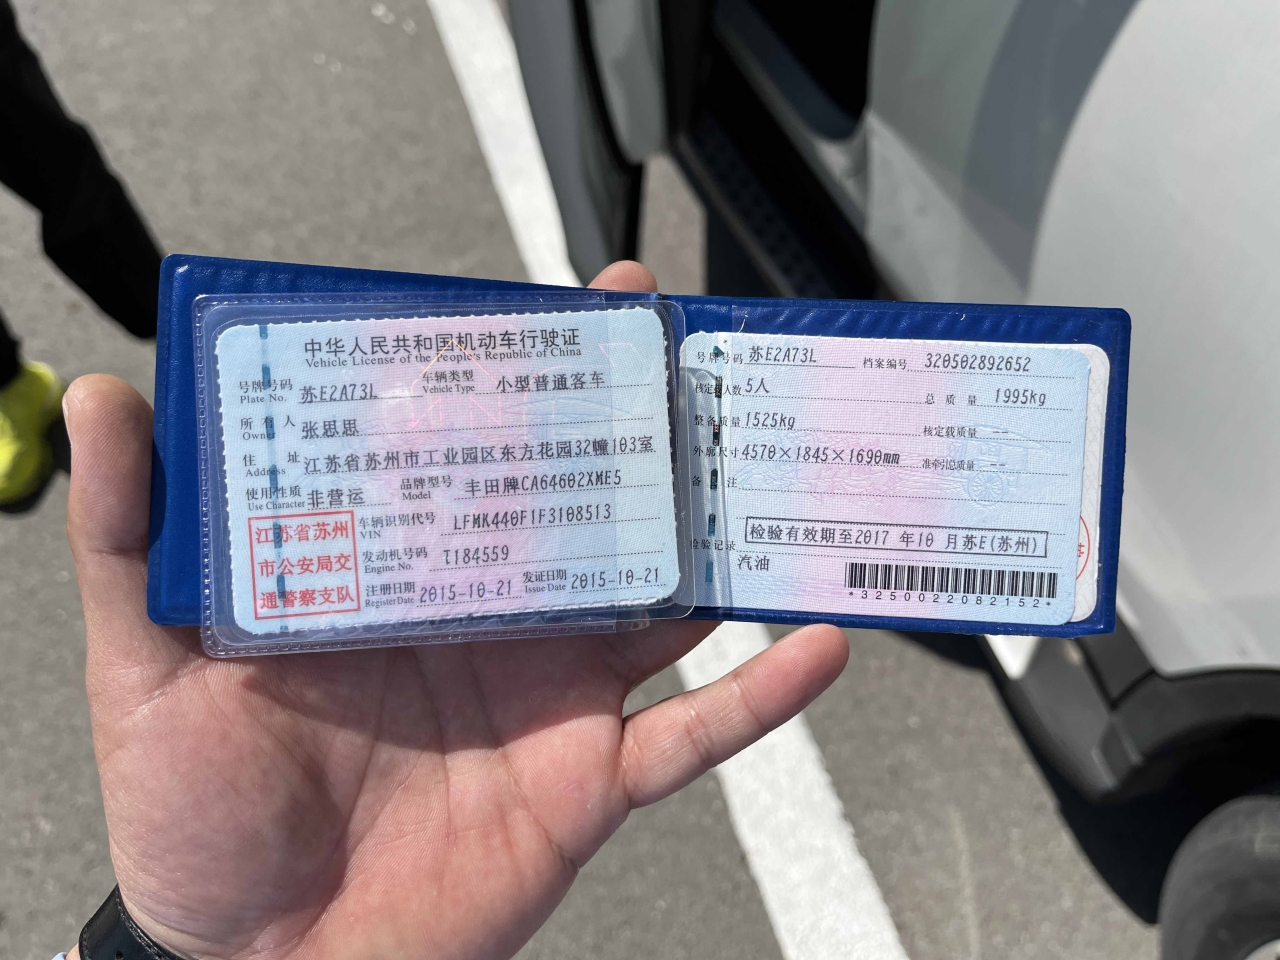 中华人民共和国机动车行驶证
Vehicle License of the People's Republic of China
号牌号码 Plate No. 苏E2A73L 车辆类型 Vehicle Type 小型普通客车
所有人 Owner 张思思
住址 Address 江苏省苏州市工业园区东方花园32幢103室
使用性质 Use Character 非营运 品牌型号 Model 丰田牌CA64602XME5
江苏省苏州
市公安局交
通警察支队
车辆识别代号 VIN LFMK440F1F3108513
发动机号码 Engine No. T184559
注册日期 Register Date 2015-10-21 发证日期 Issue Date 2015-10-21
号牌号码 苏E2A73L 档案编号 320502892652
核定载人数 5人 总质量 1995kg
整备质量 1525kg 核定载质量 --
外廓尺寸 4570×1845×1690mm 准牵引总质量 --
备注
检验有效期至2017年10月苏E(苏州)
检验记录
汽油
*3250022082152*